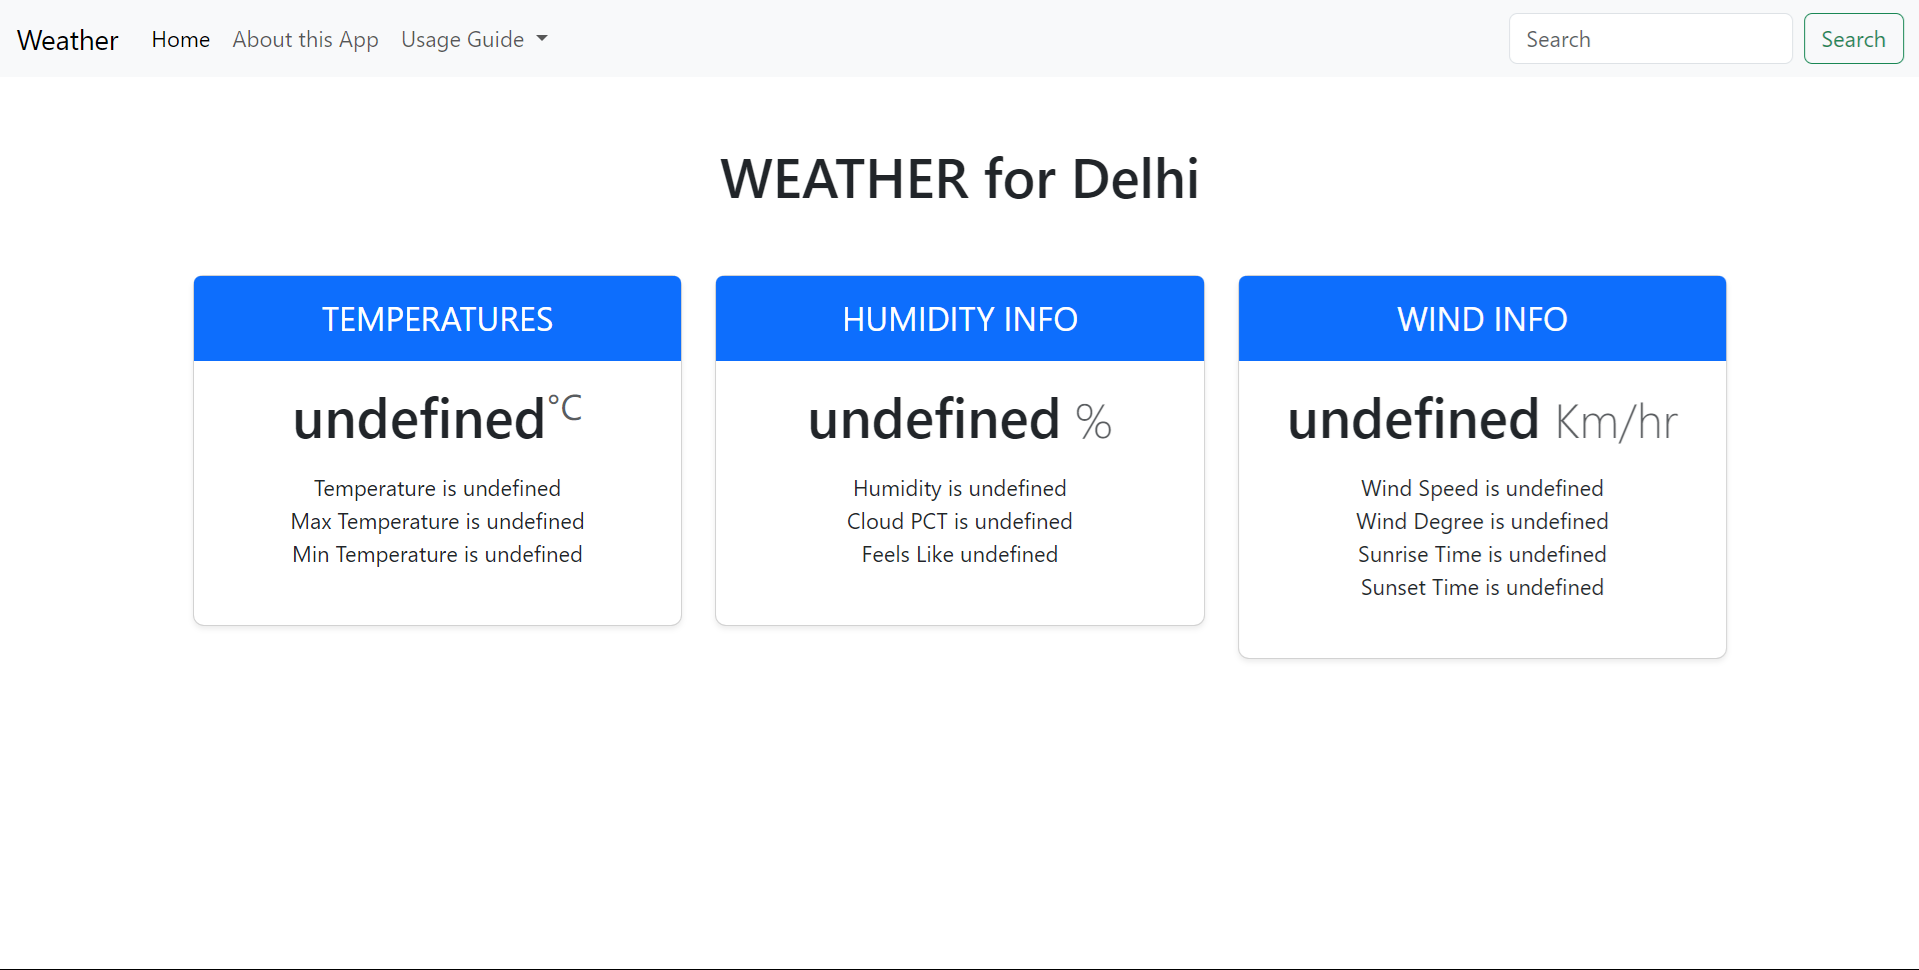 Weather Home About this App Usage Guide Search Search
WEATHER for Delhi
TEMPERATURES
undefined°C
Temperature is undefined
Max Temperature is undefined
Min Temperature is undefined
HUMIDITY INFO
undefined %
Humidity is undefined
Cloud PCT is undefined
Feels Like undefined
WIND INFO
undefined Km/hr
Wind Speed is undefined
Wind Degree is undefined
Sunrise Time is undefined
Sunset Time is undefined